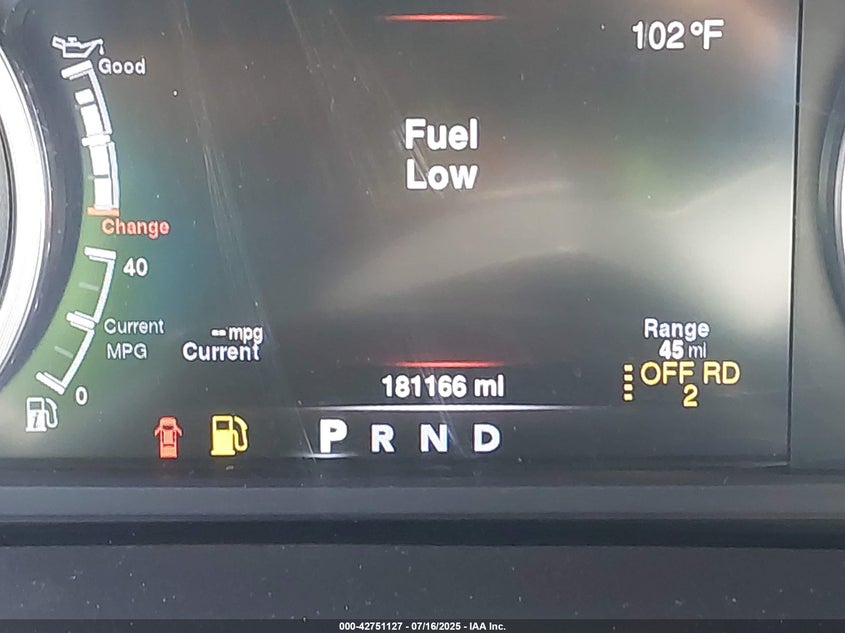 102 °F
Good
Fuel
Low
Change
40
Current
MPG
-- mpg
Current
Range
45 mi
0
181166 mi
OFF RD
2
P R N D
000-42751127 - 07/16/2025 - IAA Inc.